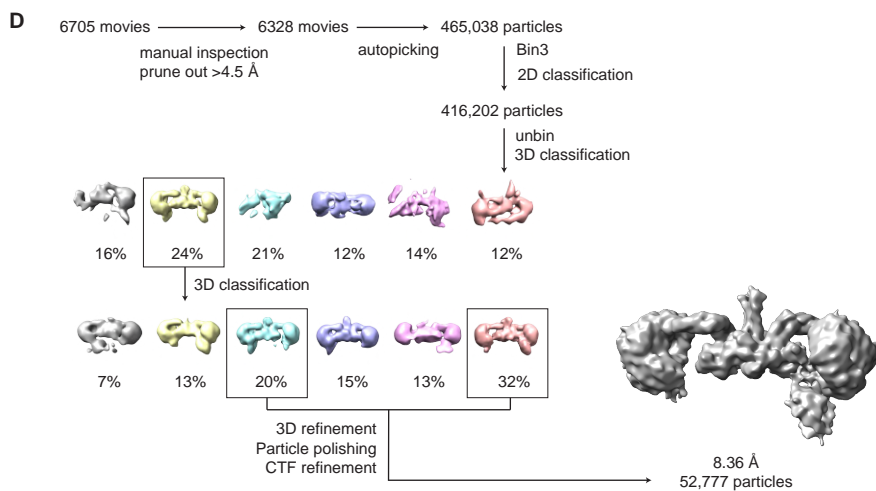 D
6705 movies
6328 movies
465,038 particles
manual inspection
prune out >4.5 Å
autopicking
Bin3
2D classification
416,202 particles
unbin
3D classification
16%
24%
21%
12%
14%
12%
3D classification
7%
13%
20%
15%
13%
32%
3D refinement
Particle polishing
CTF refinement
8.36 Å
52,777 particles